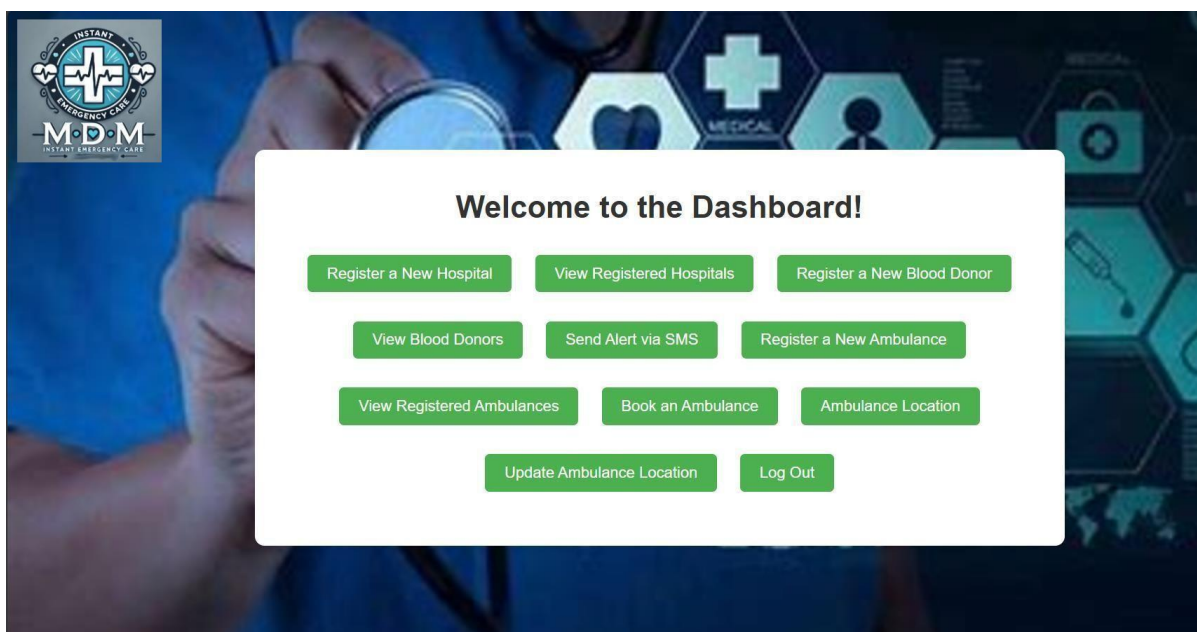 INSTANT
EMERGENCY CARE
M·D·M
INSTANT EMERGENCY CARE
MEDICAL
MEDICAL
Welcome to the Dashboard!
Register a New Hospital
View Registered Hospitals
Register a New Blood Donor
View Blood Donors
Send Alert via SMS
Register a New Ambulance
View Registered Ambulances
Book an Ambulance
Ambulance Location
Update Ambulance Location
Log Out